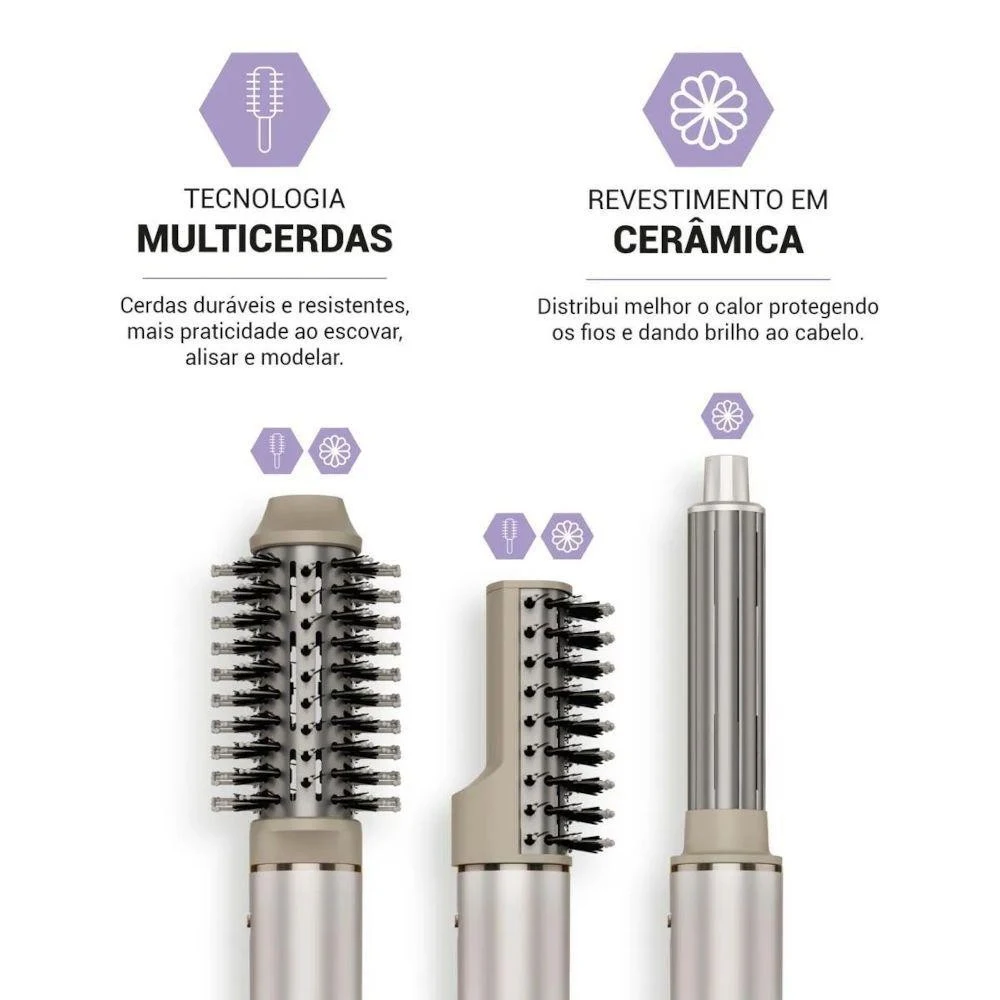 TECNOLOGIA
MULTICERDAS
Cerdas duráveis e resistentes,
mais praticidade ao escovar,
alisar e modelar.
REVESTIMENTO EM
CERÂMICA
Distribui melhor o calor protegendo
os fios e dando brilho ao cabelo.